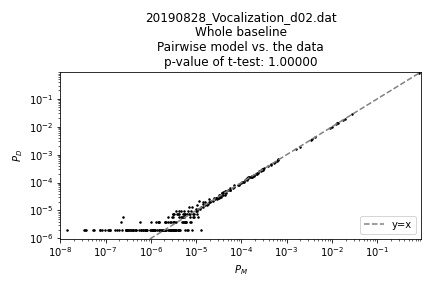 20190828_Vocalization_d02.dat
Whole baseline
Pairwise model vs. the data
p-value of t-test: 1.00000
10⁻¹
10⁻²
10⁻³
10⁻⁴
10⁻⁵
10⁻⁶
P_D
10⁻⁸ 10⁻⁷ 10⁻⁶ 10⁻⁵ 10⁻⁴ 10⁻³ 10⁻² 10⁻¹
P_M
y=x